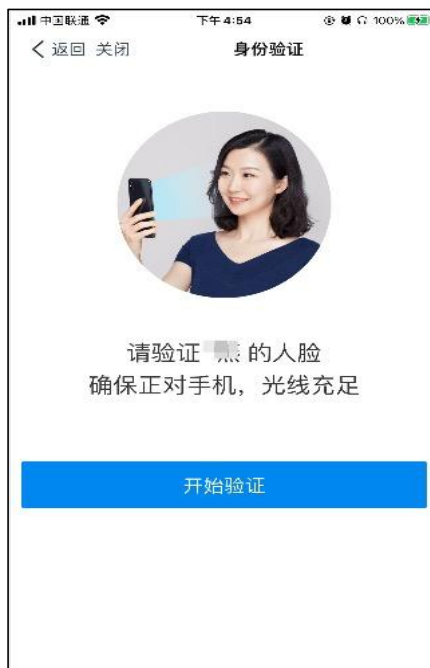 中国联通 下午 4:54 100%
返回 关闭 身份验证
请验证 燕 的人脸
确保正对手机，光线充足
开始验证